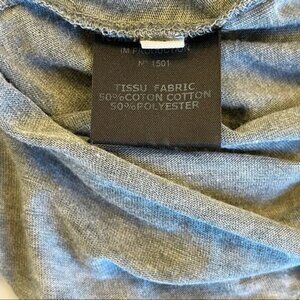 N° 1501
TISSU FABRIC
50%COTON COTTON
50%POLYESTER